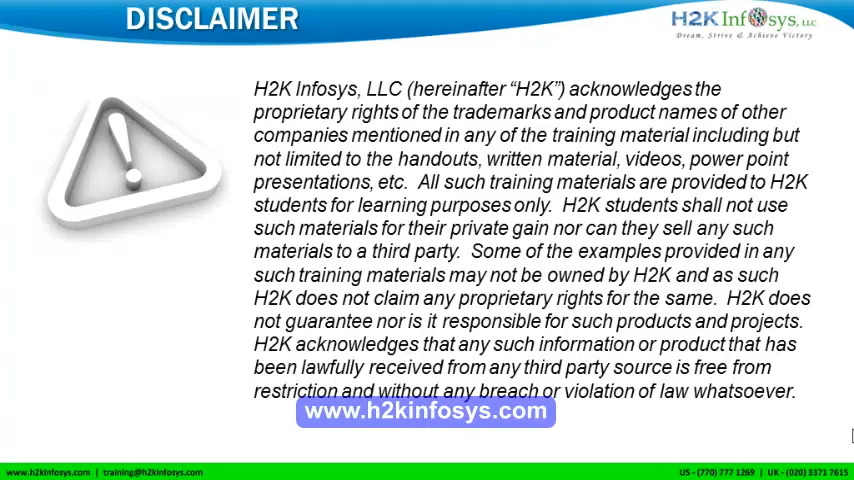 DISCLAIMER
H2K Infosys, LLC
Dream, Strive & Achieve Victory
H2K Infosys, LLC (hereinafter “H2K”) acknowledges the
proprietary rights of the trademarks and product names of other
companies mentioned in any of the training material including but
not limited to the handouts, written material, videos, power point
presentations, etc. All such training materials are provided to H2K
students for learning purposes only. H2K students shall not use
such materials for their private gain nor can they sell any such
materials to a third party. Some of the examples provided in any
such training materials may not be owned by H2K and as such
H2K does not claim any proprietary rights for the same. H2K does
not guarantee nor is it responsible for such products and projects.
H2K acknowledges that any such information or product that has
been lawfully received from any third party source is free from
restriction and without any breach or violation of law whatsoever.
www.h2kinfosys.com
www.h2kinfosys.com | training@h2kinfosys.com
US - (770) 777 1269 | UK - (020) 3371 7615